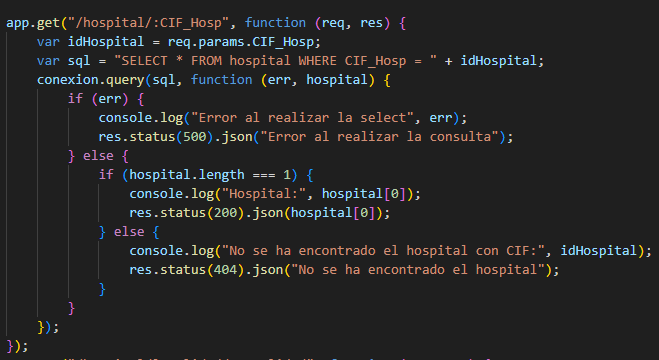 app.get("/hospital/:CIF_Hosp", function (req, res) {
    var idHospital = req.params.CIF_Hosp;
    var sql = "SELECT * FROM hospital WHERE CIF_Hosp = " + idHospital;
    conexion.query(sql, function (err, hospital) {
        if (err) {
            console.log("Error al realizar la select", err);
            res.status(500).json("Error al realizar la consulta");
        } else {
            if (hospital.length === 1) {
                console.log("Hospital:", hospital[0]);
                res.status(200).json(hospital[0]);
            } else {
                console.log("No se ha encontrado el hospital con CIF:", idHospital);
                res.status(404).json("No se ha encontrado el hospital");
            }
        }
    });
});